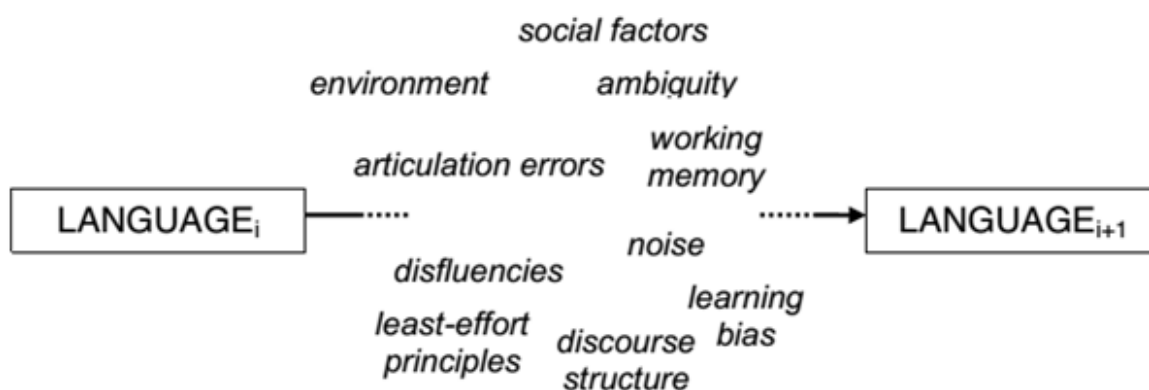 social factors
environment
ambiguity
articulation errors
working
memory
LANGUAGEi
LANGUAGEi+1
noise
disfluencies
learning
bias
least-effort
principles
discourse
structure